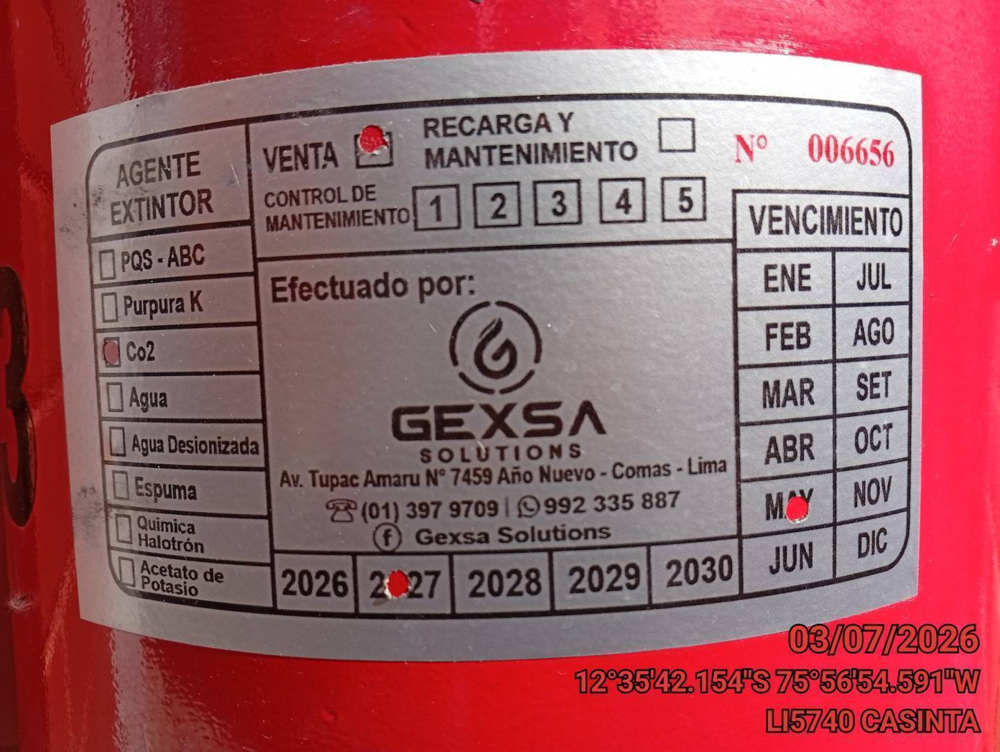 AGENTE
EXTINTOR
PQS - ABC
Purpura K
Co2
Agua
Agua Desionizada
Espuma
Quimica
Halotrón
Acetato de
Potasio
VENTA
RECARGA Y
MANTENIMIENTO
N° 006656
CONTROL DE
MANTENIMIENTO 1 2 3 4 5
Efectuado por:
GEXSA
SOLUTIONS
Av. Tupac Amaru N° 7459 Año Nuevo - Comas - Lima
(01) 397 9709 | 992 335 887
f Gexsa Solutions
2026 2027 2028 2029 2030
VENCIMIENTO
ENE JUL
FEB AGO
MAR SET
ABR OCT
MAY NOV
JUN DIC
3
03/07/2026
12°35'42.154"S 75°56'54.591"W
LI5740 CASINTA